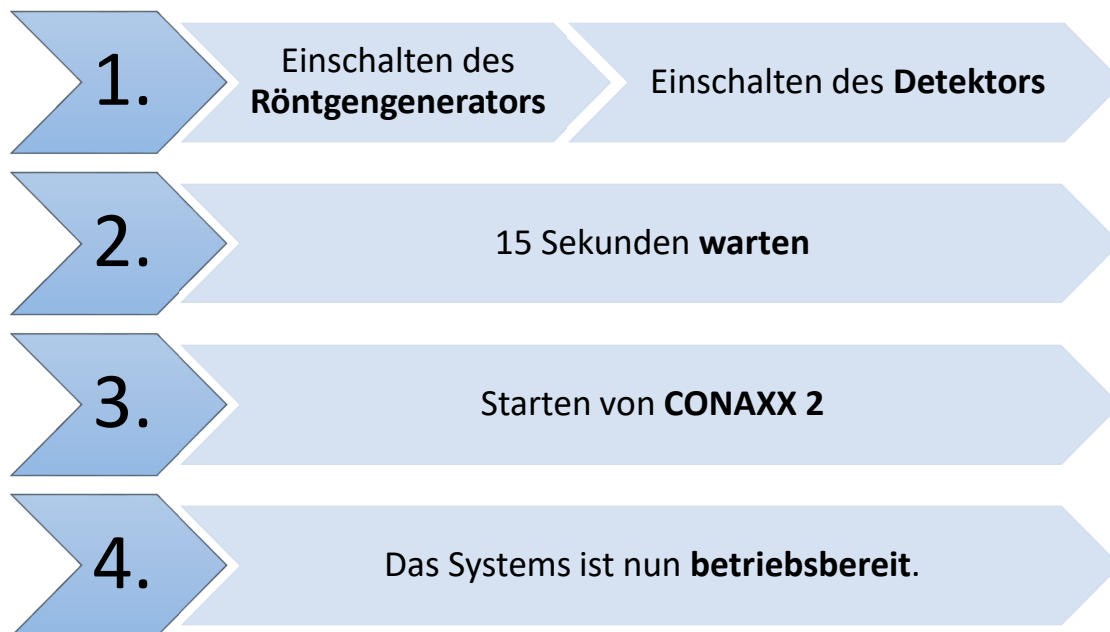 1.
Einschalten des
Röntgengenerators
Einschalten des Detektors
2.
15 Sekunden warten
3.
Starten von CONAXX 2
4.
Das Systems ist nun betriebsbereit.